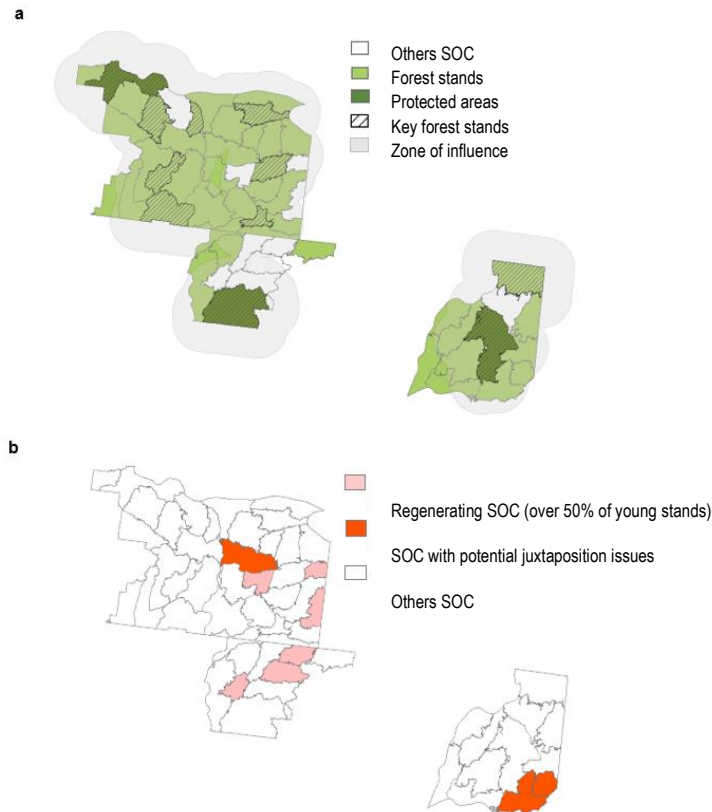 a
Others SOC
Forest stands
Protected areas
Key forest stands
Zone of influence
b
Regenerating SOC (over 50% of young stands)
SOC with potential juxtaposition issues
Others SOC